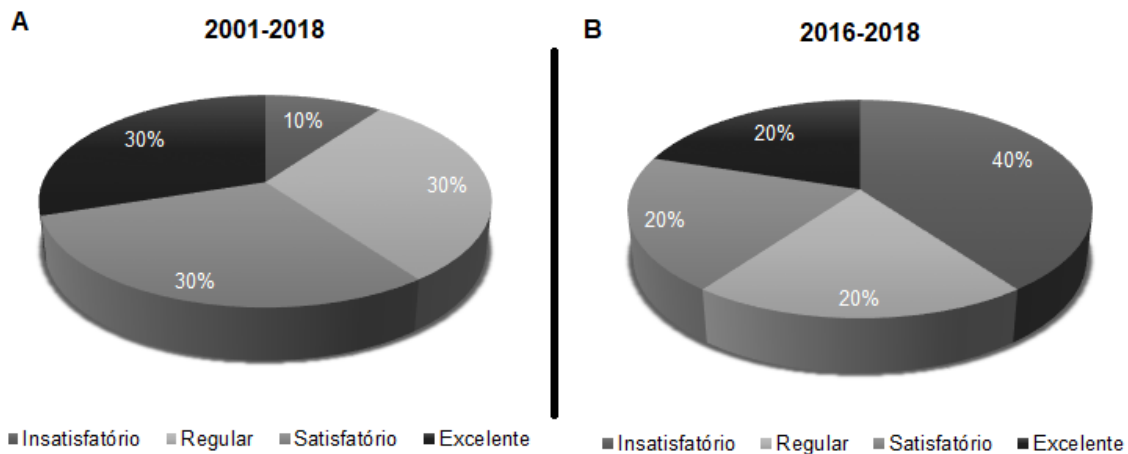 A
2001-2018
10%
30%
30%
30%
Insatisfatório Regular Satisfatório Excelente
B
2016-2018
20%
40%
20%
20%
Insatisfatório Regular Satisfatório Excelente